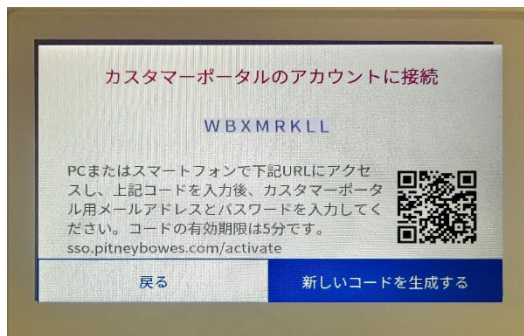 カスタマーポータルのアカウントに接続
WBXMRKLL
PCまたはスマートフォンで下記URLにアクセ
スし、上記コードを入力後、カスタマーポータ
ル用メールアドレスとパスワードを入力してく
ださい。コードの有効期限は5分です。
sso.pitneybowes.com/activate
戻る
新しいコードを生成する